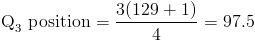 Q₃ position = 3(129 + 1)/4 = 97.5